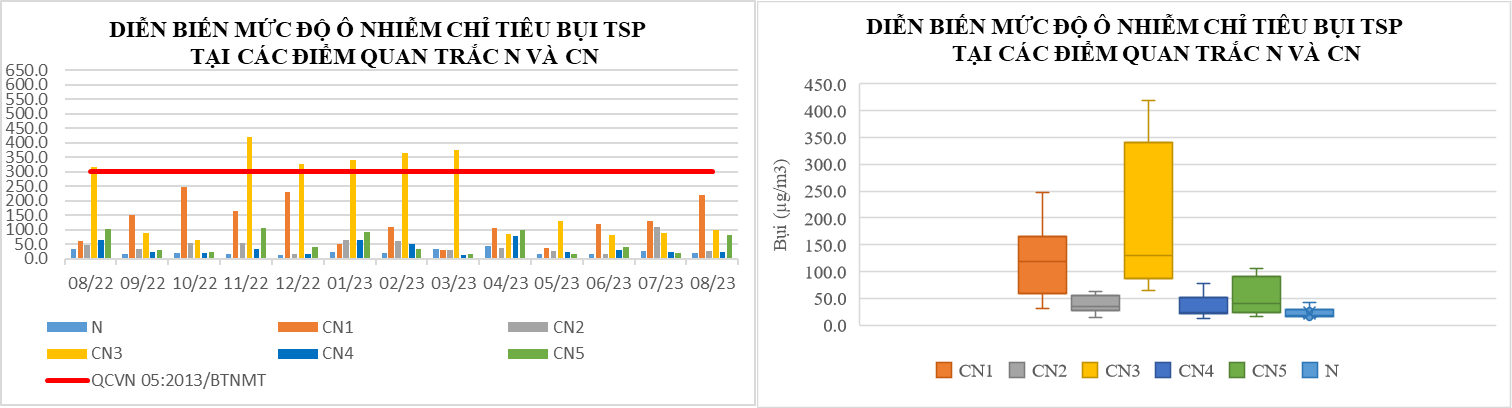 DIỄN BIẾN MỨC ĐỘ Ô NHIỄM CHỈ TIÊU BỤI TSP
TẠI CÁC ĐIỂM QUAN TRẮC N VÀ CN
650.0
600.0
550.0
500.0
450.0
400.0
350.0
300.0
250.0
200.0
150.0
100.0
50.0
0.0
08/22 09/22 10/22 11/22 12/22 01/23 02/23 03/23 04/23 05/23 06/23 07/23 08/23
N CN1 CN2
CN3 CN4 CN5
QCVN 05:2013/BTNMT
DIỄN BIẾN MỨC ĐỘ Ô NHIỄM CHỈ TIÊU BỤI TSP
TẠI CÁC ĐIỂM QUAN TRẮC N VÀ CN
Bụi (µg/m3)
450.0
400.0
350.0
300.0
250.0
200.0
150.0
100.0
50.0
0.0
CN1 CN2 CN3 CN4 CN5 N